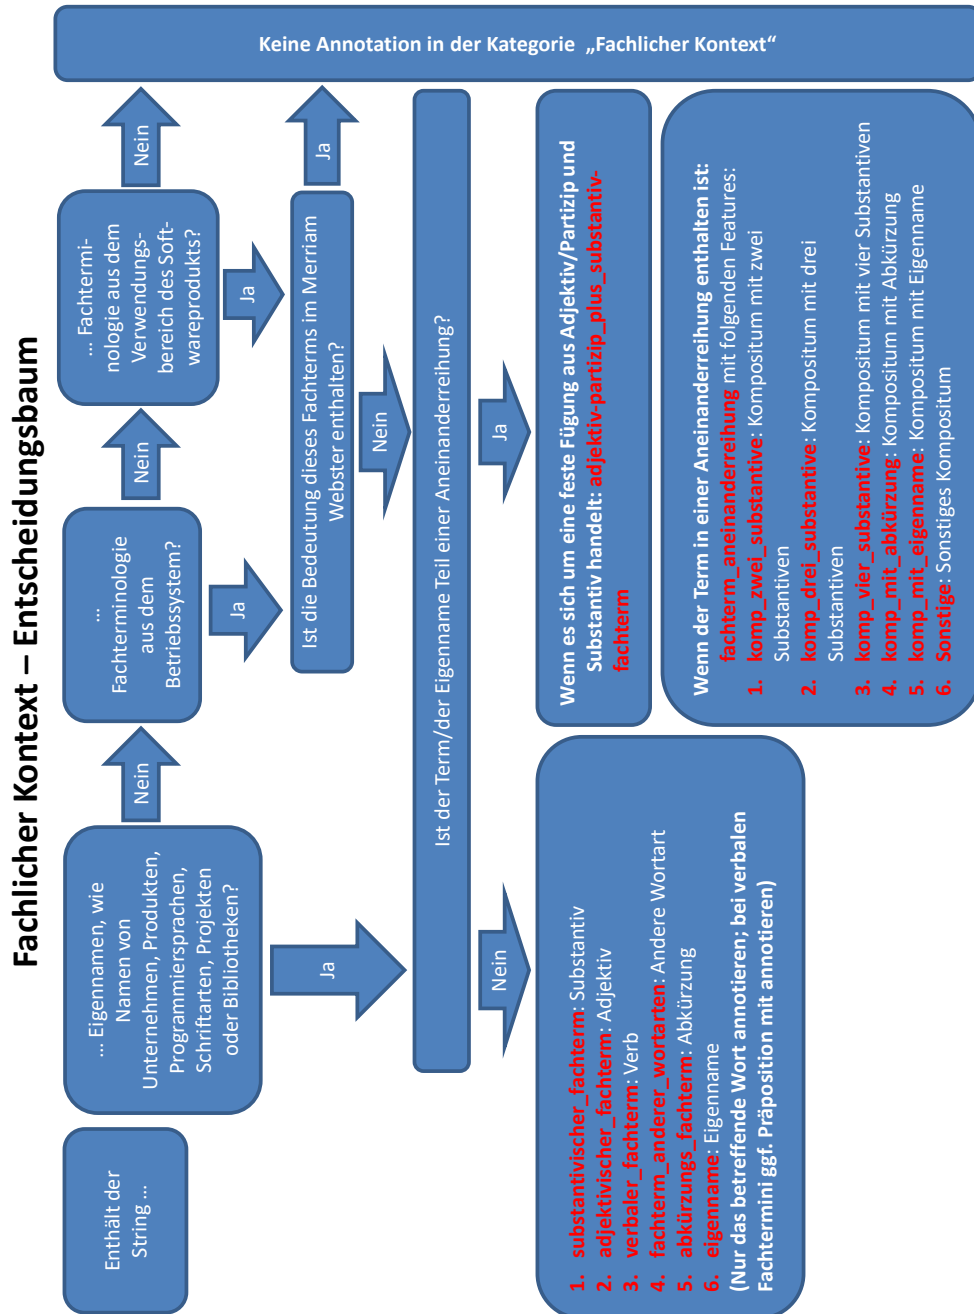 Fachlicher Kontext – Entscheidungsbaum
Enthält der
String ...
... Eigennamen, wie
Namen von
Unternehmen, Produkten,
Programmiersprachen,
Schriftarten, Projekten
oder Bibliotheken?
Nein
...
Fachterminologie
aus dem
Betriebssystem?
Nein
... Fachtermi-
nologie aus dem
Verwendungs-
bereich des Soft-
wareprodukts?
Nein
Keine Annotation in der Kategorie „Fachlicher Kontext“
Ja
Ja
Ja
Ist die Bedeutung dieses Fachterms im Merriam
Webster enthalten?
Ja
Nein
Ist der Term/der Eigenname Teil einer Aneinanderreihung?
Nein
Ja
1. substantivischer_fachterm: Substantiv
2. adjektivischer_fachterm: Adjektiv
3. verbaler_fachterm: Verb
4. fachterm_anderer_wortarten: Andere Wortart
5. abkürzungs_fachterm: Abkürzung
6. eigenname: Eigenname
(Nur das betreffende Wort annotieren; bei verbalen
Fachtermini ggf. Präposition mit annotieren)
Wenn es sich um eine feste Fügung aus Adjektiv/Partizip und
Substantiv handelt: adjektiv-partizip_plus_substantiv-
fachterm
Wenn der Term in einer Aneinanderreihung enthalten ist:
fachterm_aneinanderreihung mit folgenden Features:
1. komp_zwei_substantive: Kompositum mit zwei
Substantiven
2. komp_drei_substantive: Kompositum mit drei
Substantiven
3. komp_vier_substantive: Kompositum mit vier Substantiven
4. komp_mit_abkürzung: Kompositum mit Abkürzung
5. komp_mit_eigenname: Kompositum mit Eigenname
6. Sonstige: Sonstiges Kompositum